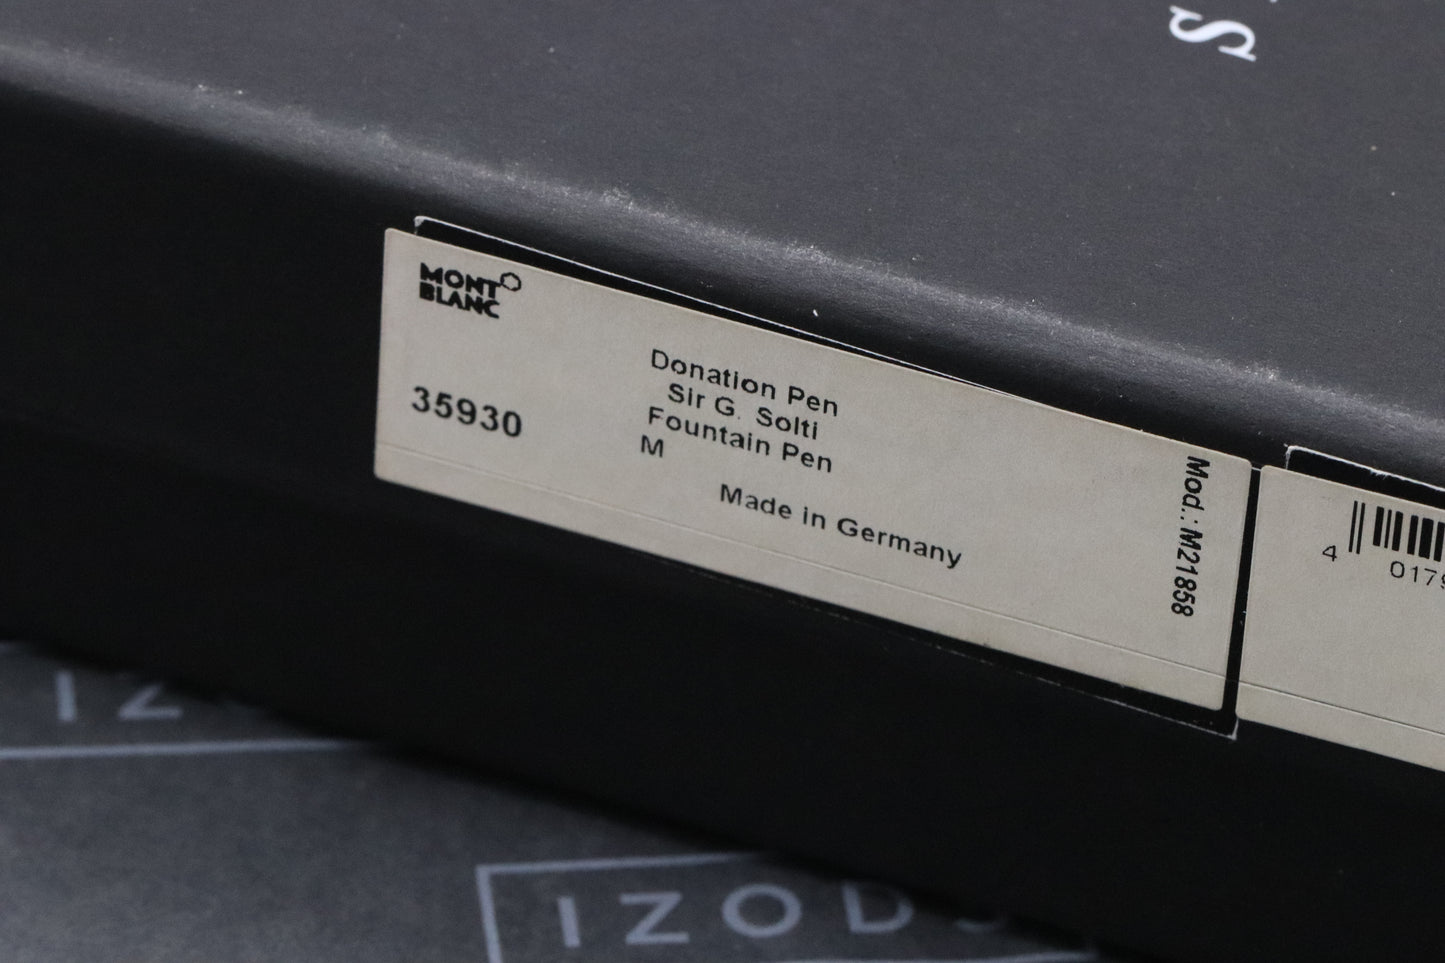 S
MONT
BLANC
35930
Donation Pen
Sir G. Solti
Fountain Pen
M
Made in Germany
Mod.: M21858
4
0179
IZOD